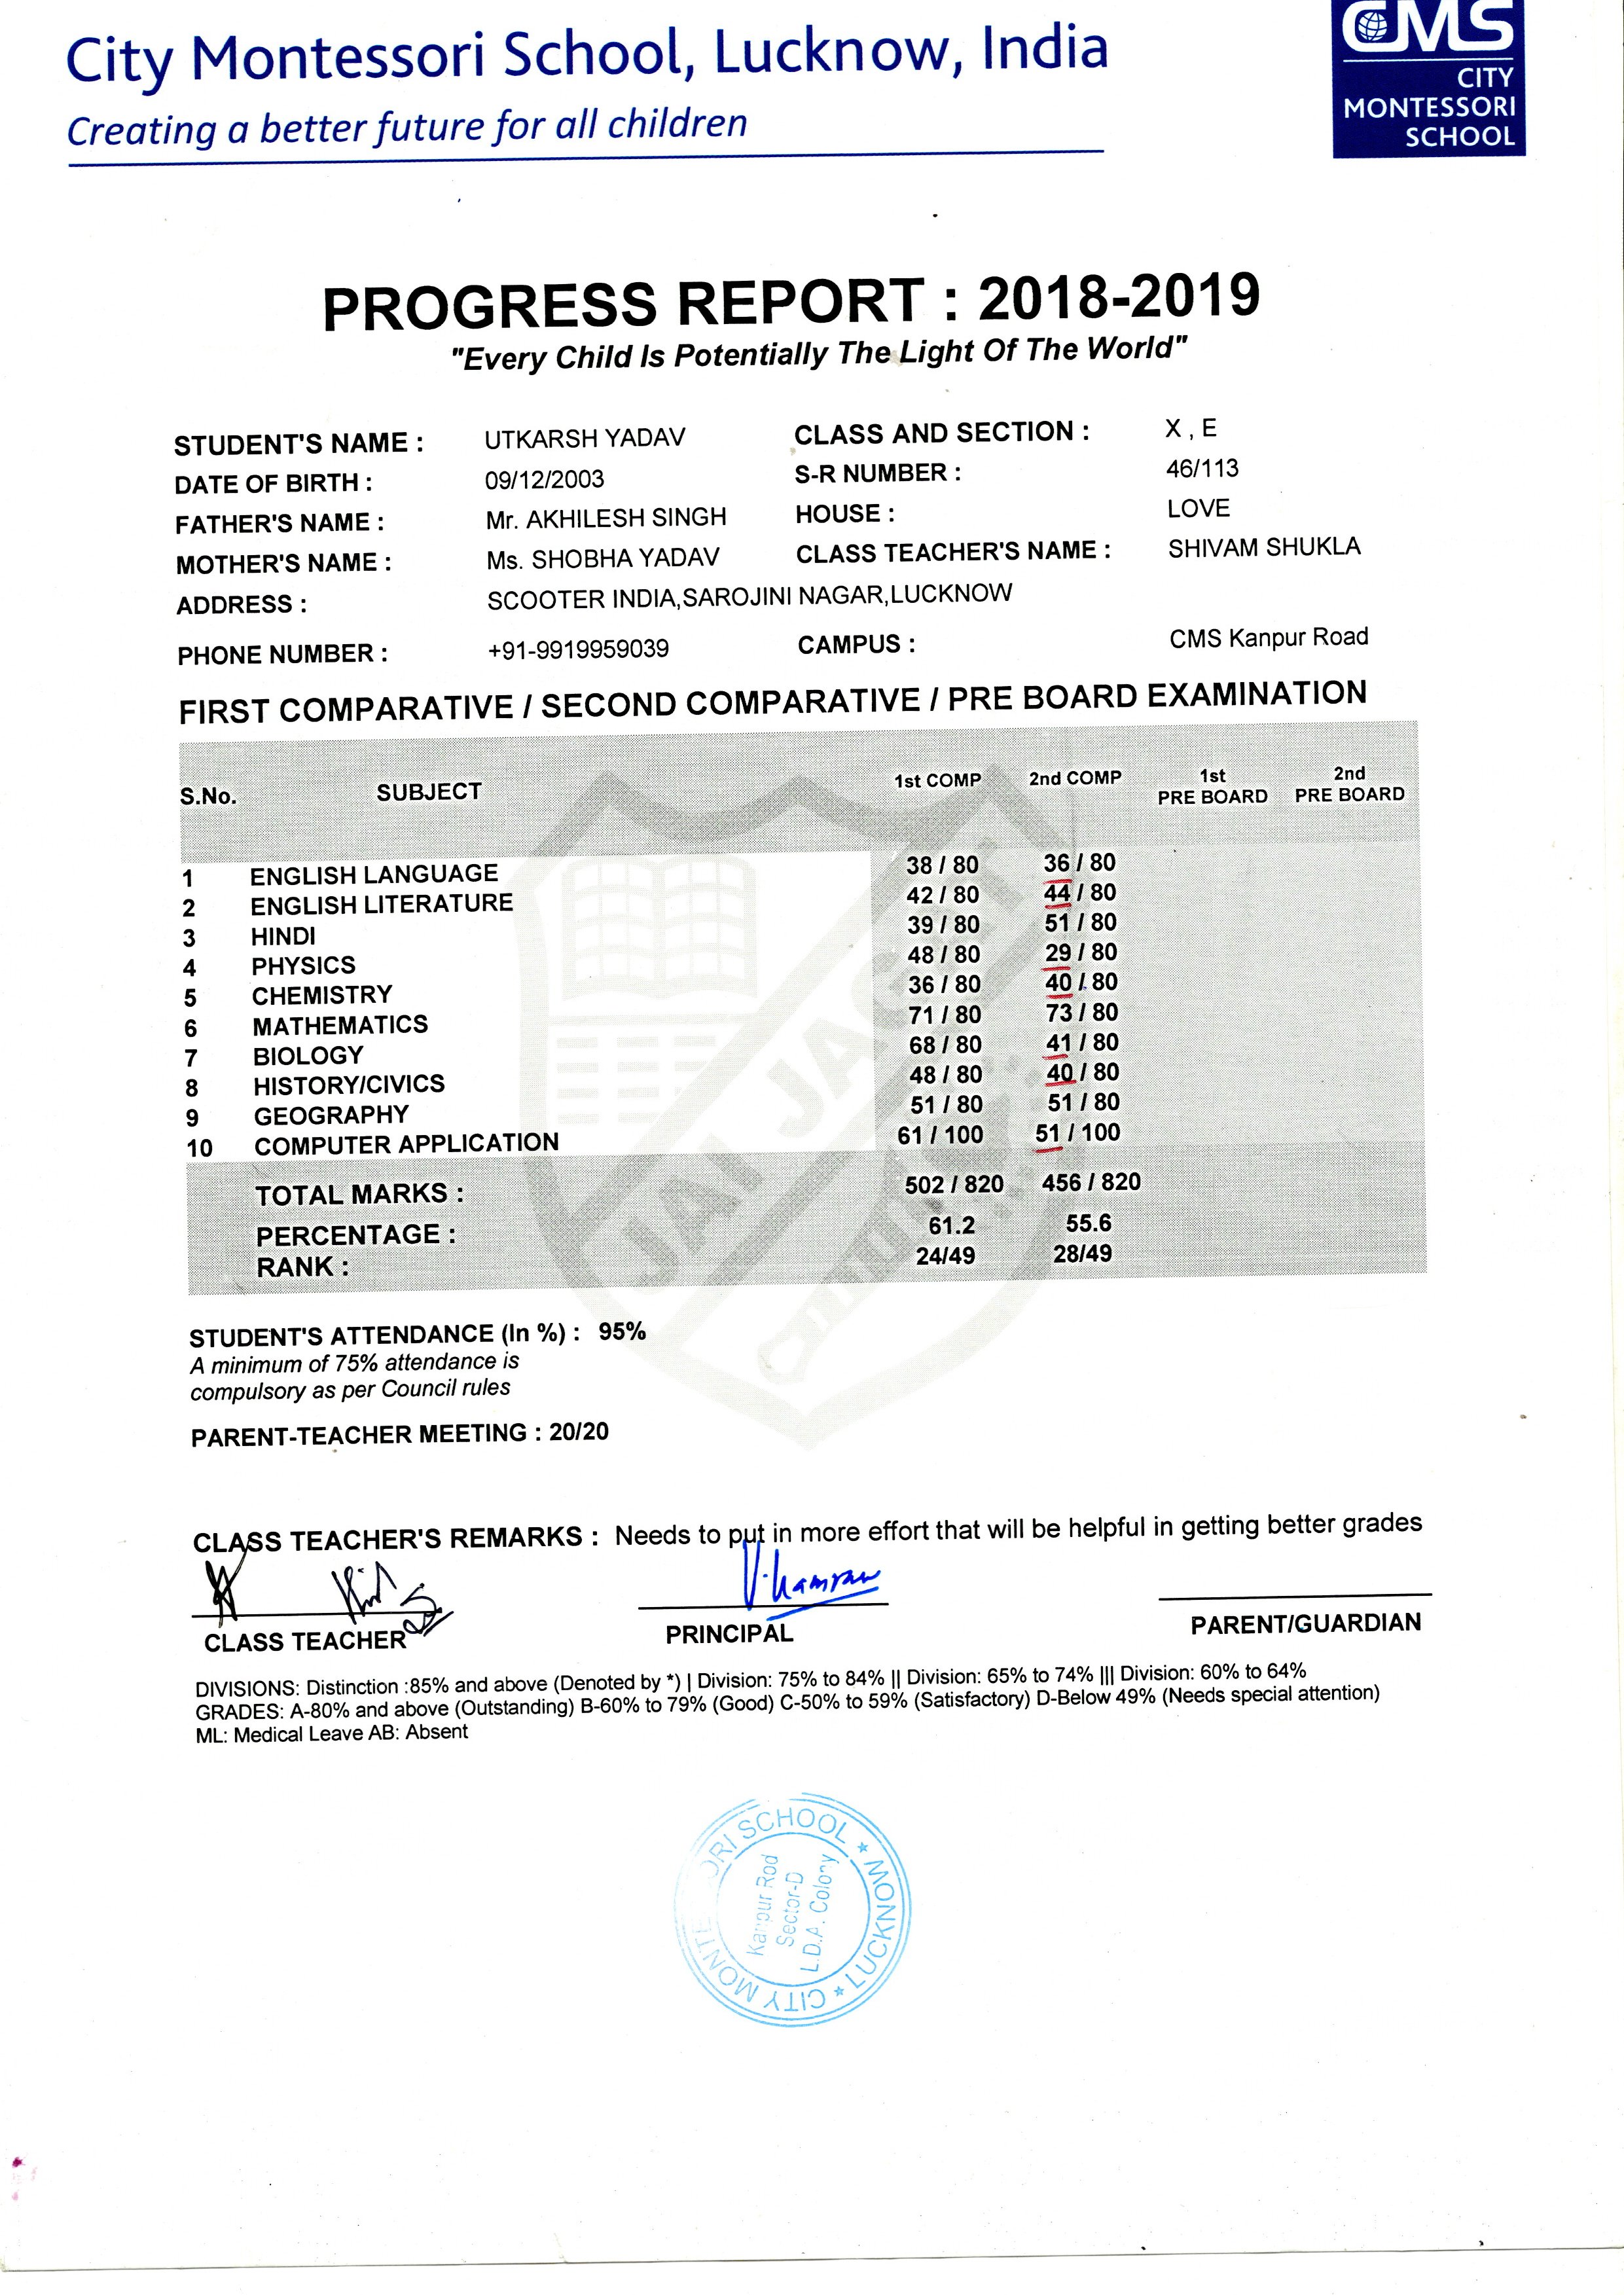 City Montessori School, Lucknow, India
Creating a better future for all children
CMS
CITY
MONTESSORI
SCHOOL
PROGRESS REPORT : 2018-2019
"Every Child Is Potentially The Light Of The World"
STUDENT'S NAME : UTKARSH YADAV CLASS AND SECTION : X , E
DATE OF BIRTH : 09/12/2003 S-R NUMBER : 46/113
FATHER'S NAME : Mr. AKHILESH SINGH HOUSE : LOVE
MOTHER'S NAME : Ms. SHOBHA YADAV CLASS TEACHER'S NAME : SHIVAM SHUKLA
ADDRESS : SCOOTER INDIA,SAROJINI NAGAR,LUCKNOW
PHONE NUMBER : +91-9919959039 CAMPUS : CMS Kanpur Road
FIRST COMPARATIVE / SECOND COMPARATIVE / PRE BOARD EXAMINATION
S.No. SUBJECT 1st COMP 2nd COMP 1st PRE BOARD 2nd PRE BOARD
1 ENGLISH LANGUAGE 38 / 80 36 / 80
2 ENGLISH LITERATURE 42 / 80 44 / 80
3 HINDI 39 / 80 51 / 80
4 PHYSICS 48 / 80 29 / 80
5 CHEMISTRY 36 / 80 40 / 80
6 MATHEMATICS 71 / 80 73 / 80
7 BIOLOGY 68 / 80 41 / 80
8 HISTORY/CIVICS 48 / 80 40 / 80
9 GEOGRAPHY 51 / 80 51 / 80
10 COMPUTER APPLICATION 61 / 100 51 / 100
TOTAL MARKS : 502 / 820 456 / 820
PERCENTAGE : 61.2 55.6
RANK : 24/49 28/49
JAI JAGAT
STUDENT'S ATTENDANCE (In %) : 95%
A minimum of 75% attendance is
compulsory as per Council rules
PARENT-TEACHER MEETING : 20/20
CLASS TEACHER'S REMARKS : Needs to put in more effort that will be helpful in getting better grades
CLASS TEACHER PRINCIPAL PARENT/GUARDIAN
DIVISIONS: Distinction :85% and above (Denoted by *) | Division: 75% to 84% || Division: 65% to 74% ||| Division: 60% to 64%
GRADES: A-80% and above (Outstanding) B-60% to 79% (Good) C-50% to 59% (Satisfactory) D-Below 49% (Needs special attention)
ML: Medical Leave AB: Absent
CITY MONTE ORI SCHOOL * LUCKNOW *
Kanpur Rod
Sector-D
L.D.A. Colony